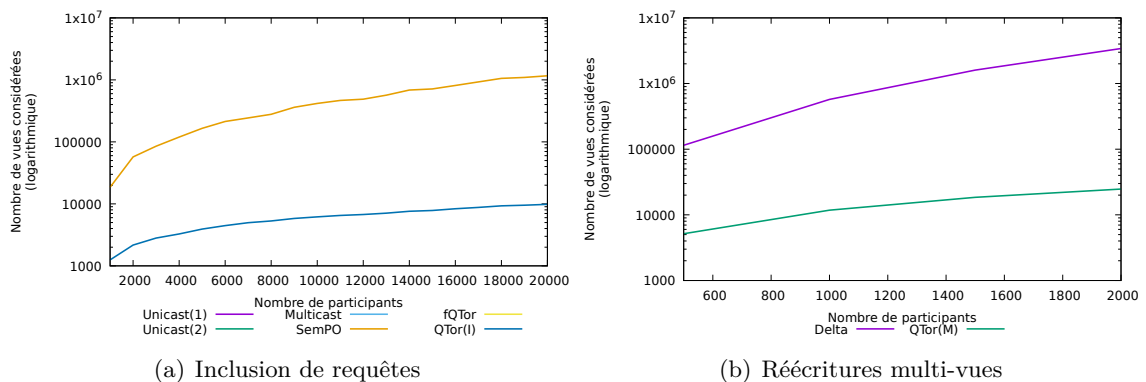 1x10^7
1x10^6
100000
10000
1000
Nombre de vues considérées
(logarithmique)
2000 4000 6000 8000 10000 12000 14000 16000 18000 20000
Nombre de participants
Unicast(1) Multicast fQTor
Unicast(2) SemPO QTor(I)
(a) Inclusion de requêtes
1x10^7
1x10^6
100000
10000
1000
Nombre de vues considérées
(logarithmique)
600 800 1000 1200 1400 1600 1800 2000
Nombre de participants
Delta QTor(M)
(b) Réécritures multi-vues